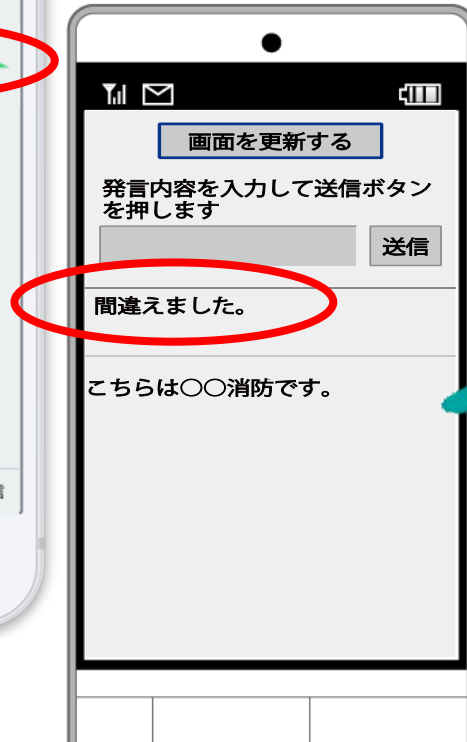 画面を更新する
発言内容を入力して送信ボタン
を押します
送信
間違えました。
こちらは〇〇消防です。